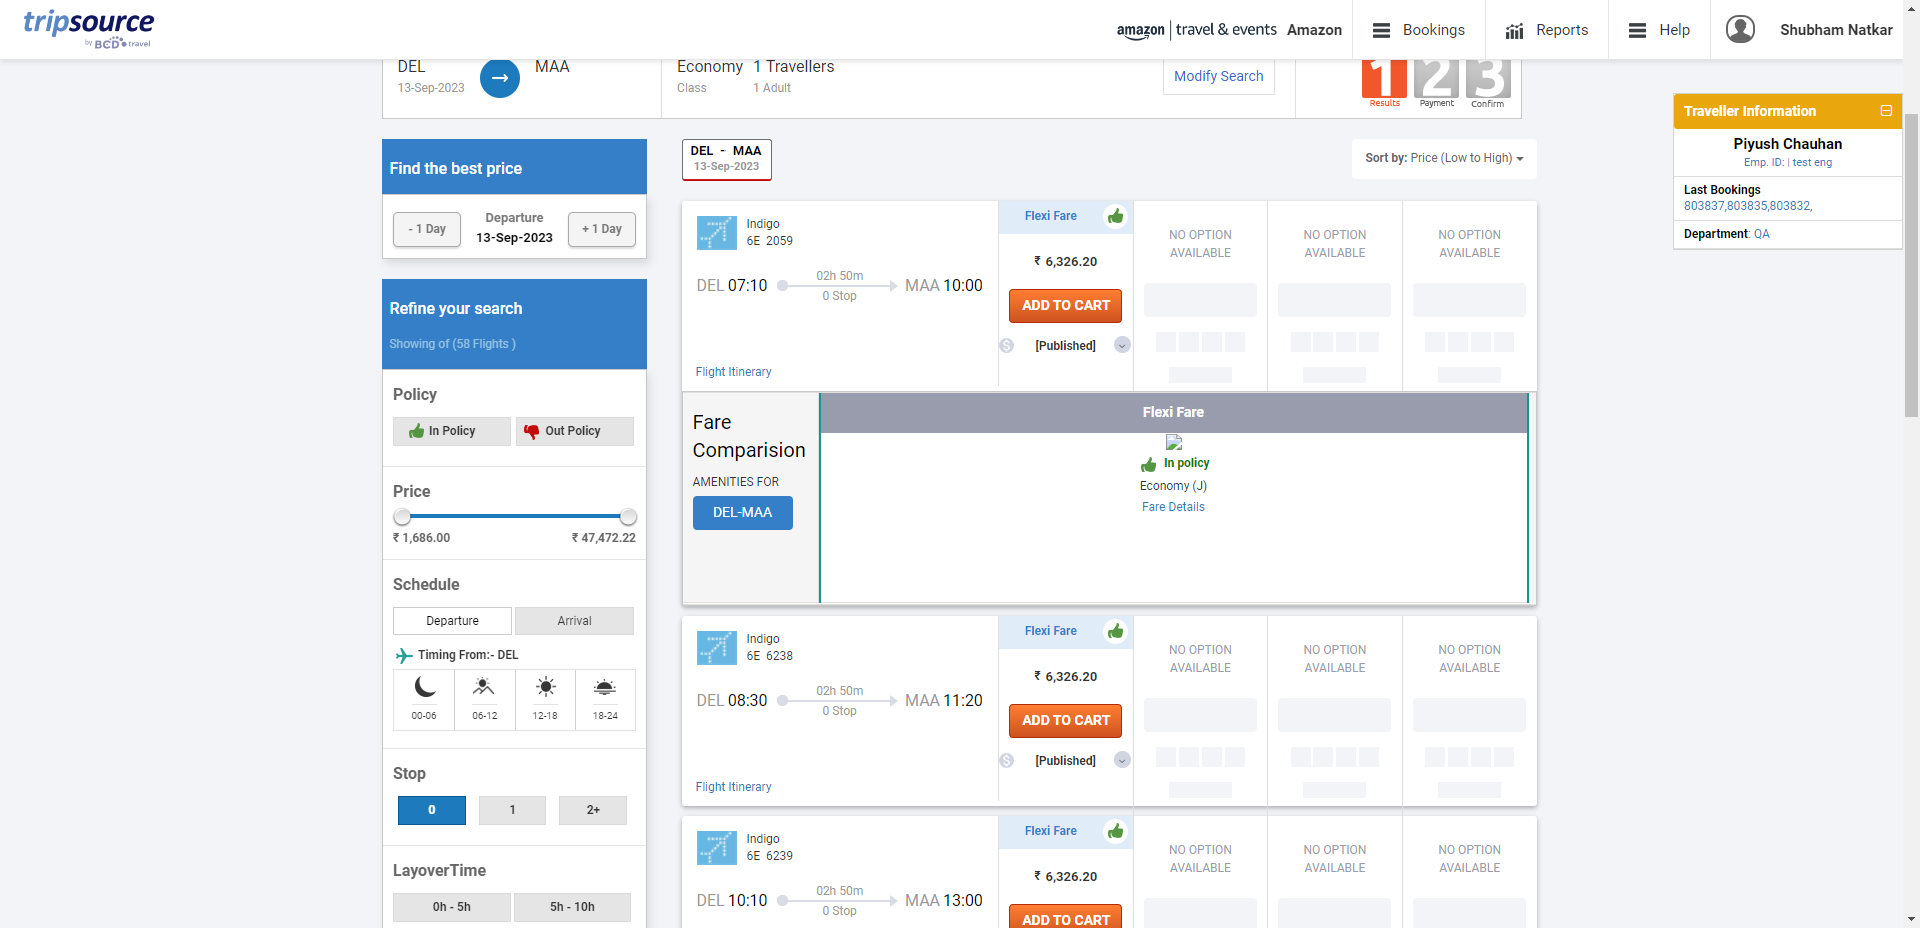 tripsource
by BCD travel
amazon | travel & events Amazon
Bookings
Reports
Help
Shubham Natkar
DEL
13-Sep-2023
MAA
Economy
Class
1 Travellers
1 Adult
Modify Search
1 2 3
Results Payment Confirm
Traveller Information
Piyush Chauhan
Emp. ID: | test eng
Last Bookings
803837,803835,803832,
Department: QA
Find the best price
- 1 Day
Departure
13-Sep-2023
+ 1 Day
Refine your search
Showing of (58 Flights )
Policy
In Policy
Out Policy
Price
₹ 1,686.00
₹ 47,472.22
Schedule
Departure
Arrival
Timing From:- DEL
00-06
06-12
12-18
18-24
Stop
0
1
2+
LayoverTime
0h - 5h
5h - 10h
DEL - MAA
13-Sep-2023
Sort by: Price (Low to High)
Indigo
6E 2059
DEL 07:10
02h 50m
0 Stop
MAA 10:00
Flight Itinerary
Flexi Fare
₹ 6,326.20
ADD TO CART
$ [Published]
NO OPTION
AVAILABLE
NO OPTION
AVAILABLE
NO OPTION
AVAILABLE
Fare
Comparision
AMENITIES FOR
DEL-MAA
Flexi Fare
In policy
Economy (J)
Fare Details
Indigo
6E 6238
DEL 08:30
02h 50m
0 Stop
MAA 11:20
Flight Itinerary
Flexi Fare
₹ 6,326.20
ADD TO CART
$ [Published]
NO OPTION
AVAILABLE
NO OPTION
AVAILABLE
NO OPTION
AVAILABLE
Indigo
6E 6239
DEL 10:10
02h 50m
0 Stop
MAA 13:00
Flexi Fare
₹ 6,326.20
ADD TO CART
NO OPTION
AVAILABLE
NO OPTION
AVAILABLE
NO OPTION
AVAILABLE